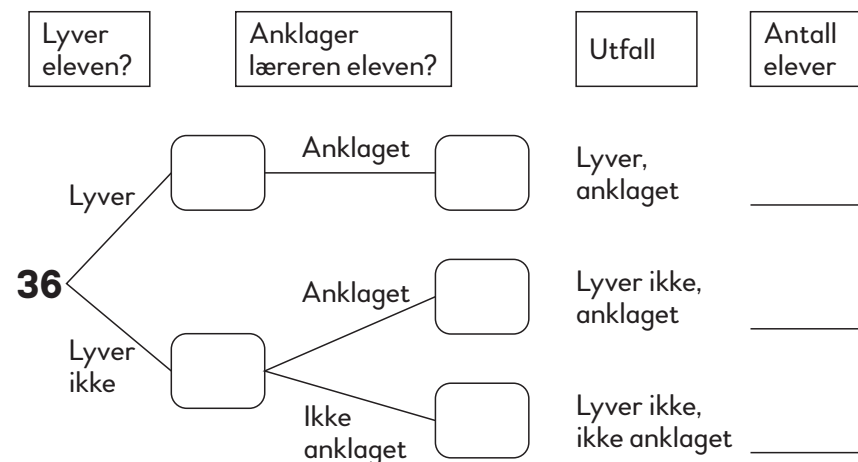 Lyver
eleven?
Anklager
læreren eleven?
Utfall
Antall
elever
Lyver
Anklaget
Lyver,
anklaget
36
Lyver
ikke
Anklaget
Lyver ikke,
anklaget
Ikke
anklaget
Lyver ikke,
ikke anklaget